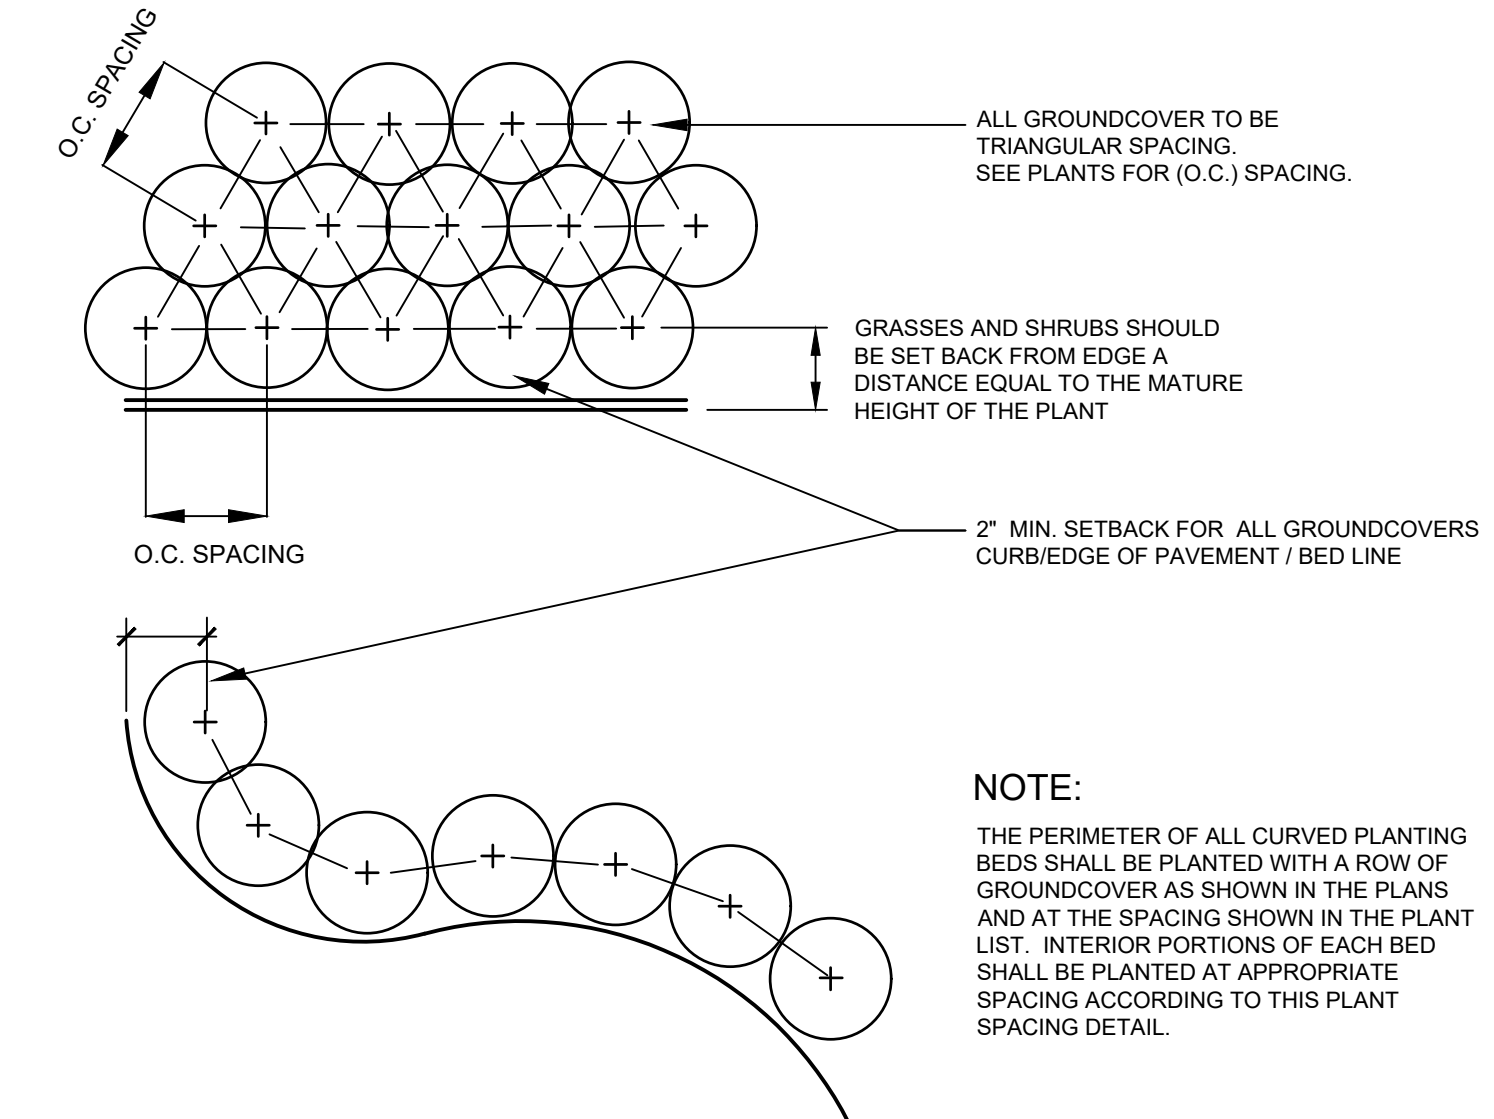 O.C. SPACING
ALL GROUNDCOVER TO BE
TRIANGULAR SPACING.
SEE PLANTS FOR (O.C.) SPACING.
GRASSES AND SHRUBS SHOULD
BE SET BACK FROM EDGE A
DISTANCE EQUAL TO THE MATURE
HEIGHT OF THE PLANT
2" MIN. SETBACK FOR ALL GROUNDCOVERS
CURB/EDGE OF PAVEMENT / BED LINE
O.C. SPACING
NOTE:
THE PERIMETER OF ALL CURVED PLANTING
BEDS SHALL BE PLANTED WITH A ROW OF
GROUNDCOVER AS SHOWN IN THE PLANS
AND AT THE SPACING SHOWN IN THE PLANT
LIST. INTERIOR PORTIONS OF EACH BED
SHALL BE PLANTED AT APPROPRIATE
SPACING ACCORDING TO THIS PLANT
SPACING DETAIL.